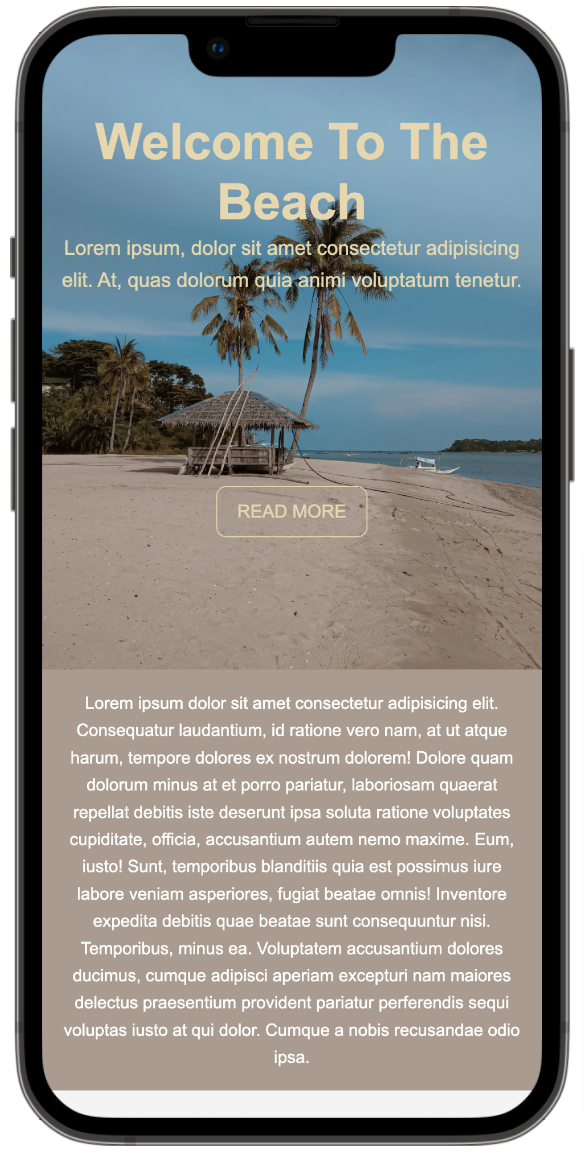 Welcome To The
Beach
Lorem ipsum, dolor sit amet consectetur adipisicing
elit. At, quas dolorum quia animi voluptatum tenetur.
READ MORE
Lorem ipsum dolor sit amet consectetur adipisicing elit.
Consequatur laudantium, id ratione vero nam, at ut atque
harum, tempore dolores ex nostrum dolorem! Dolore quam
dolorum minus at et porro pariatur, laboriosam quaerat
repellat debitis iste deserunt ipsa soluta ratione voluptates
cupiditate, officia, accusantium autem nemo maxime. Eum,
iusto! Sunt, temporibus blanditiis quia est possimus iure
labore veniam asperiores, fugiat beatae omnis! Inventore
expedita debitis quae beatae sunt consequuntur nisi.
Temporibus, minus ea. Voluptatem accusantium dolores
ducimus, cumque adipisci aperiam excepturi nam maiores
delectus praesentium provident pariatur perferendis sequi
voluptas iusto at qui dolor. Cumque a nobis recusandae odio
ipsa.